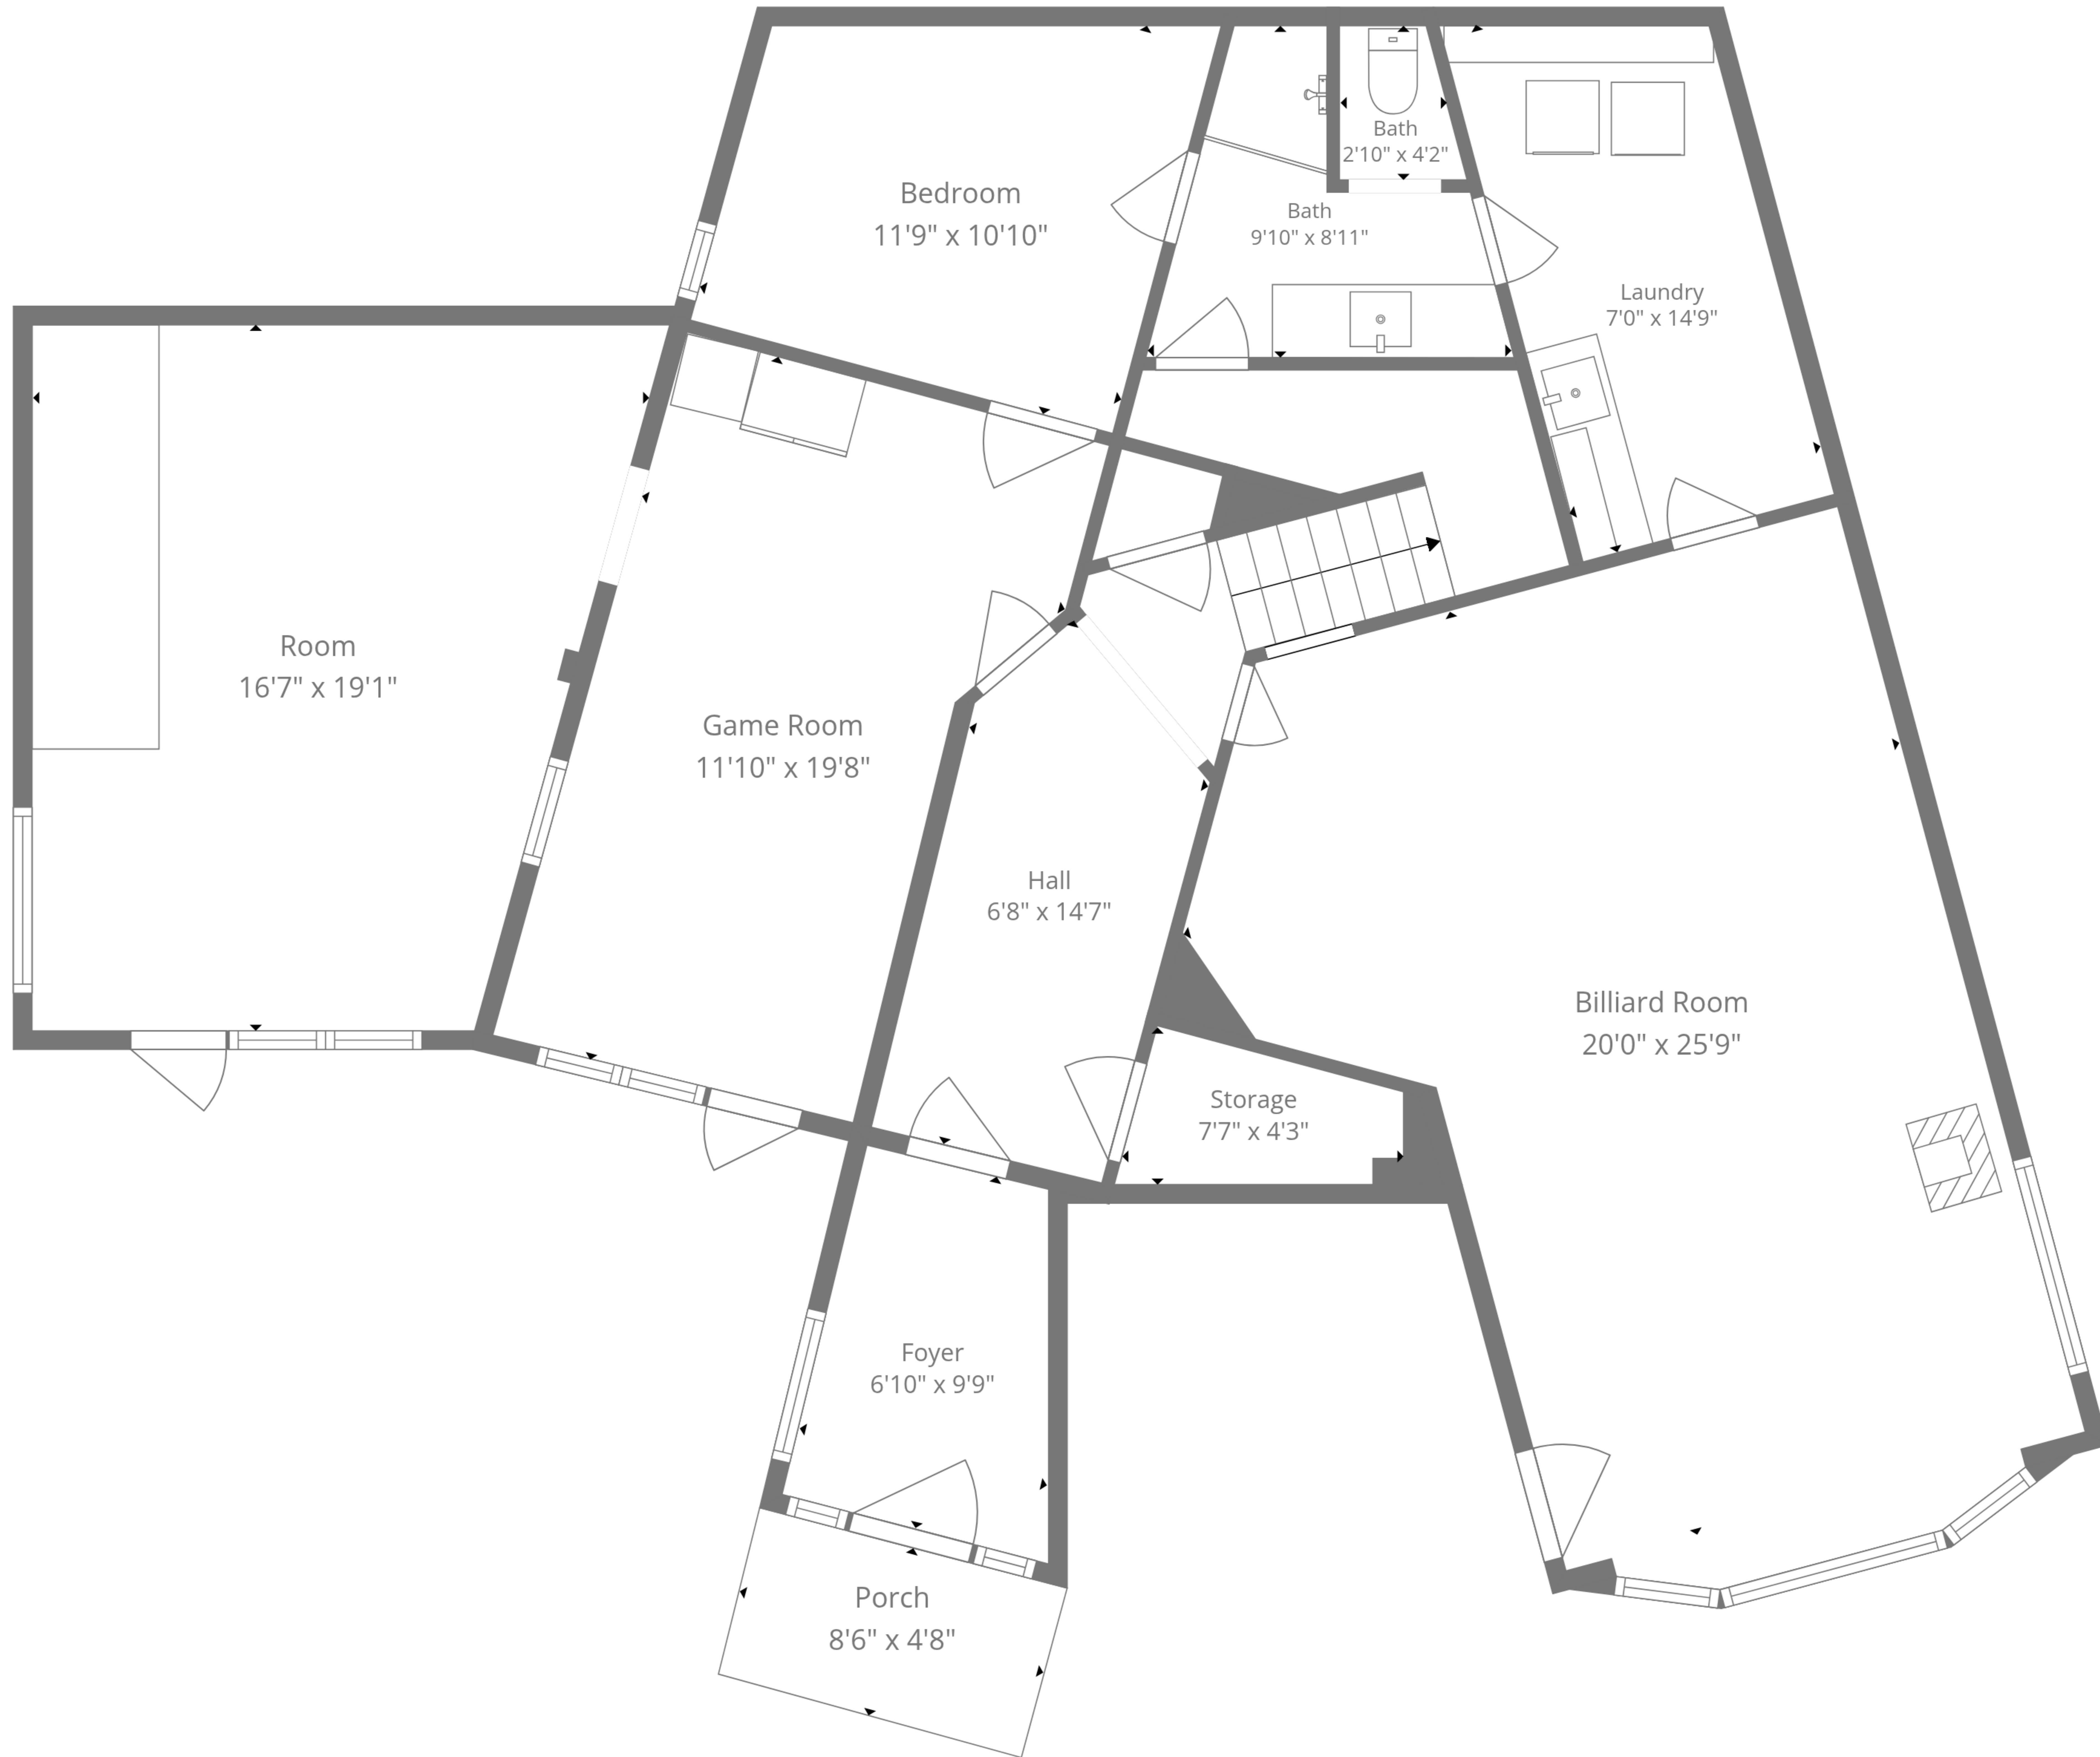 Bath
2'10" x 4'2"
Bedroom
11'9" x 10'10"
Bath
9'10" x 8'11"
Laundry
7'0" x 14'9"
Room
16'7" x 19'1"
Game Room
11'10" x 19'8"
Hall
6'8" x 14'7"
Billiard Room
20'0" x 25'9"
Storage
7'7" x 4'3"
Foyer
6'10" x 9'9"
Porch
8'6" x 4'8"